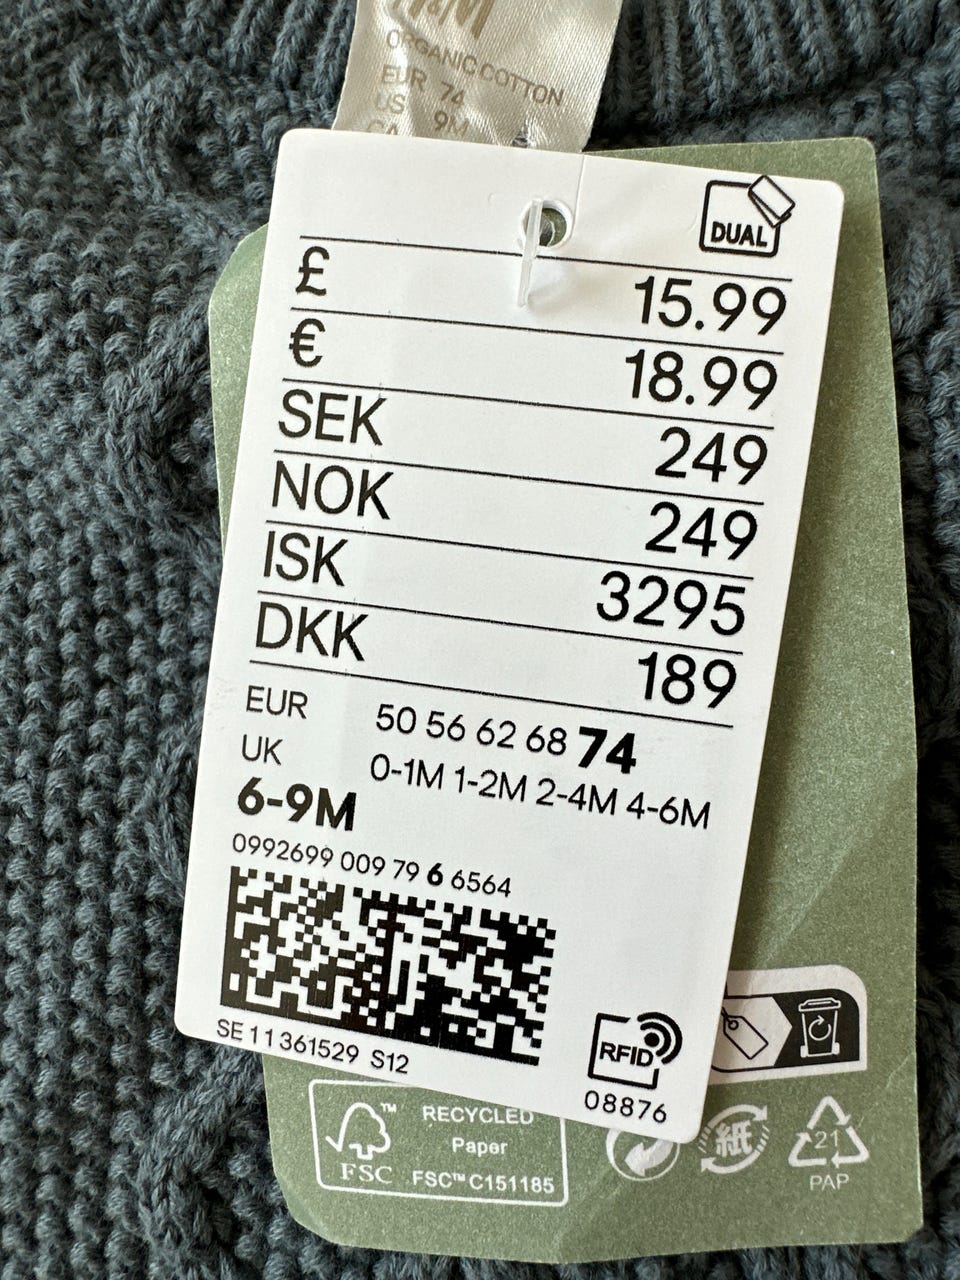 H&M
ORGANIC COTTON
EUR 74
US 9M
CA
DUAL
£ 15.99
€ 18.99
SEK 249
NOK 249
ISK 3295
DKK 189
EUR 50 56 62 68 74
UK 0-1M 1-2M 2-4M 4-6M
6-9M
0992699 009 79 6 6564
SE 11361529 S12
RFID
08876
FSC™
RECYCLED
Paper
FSC™ C151185
紙
21
PAP